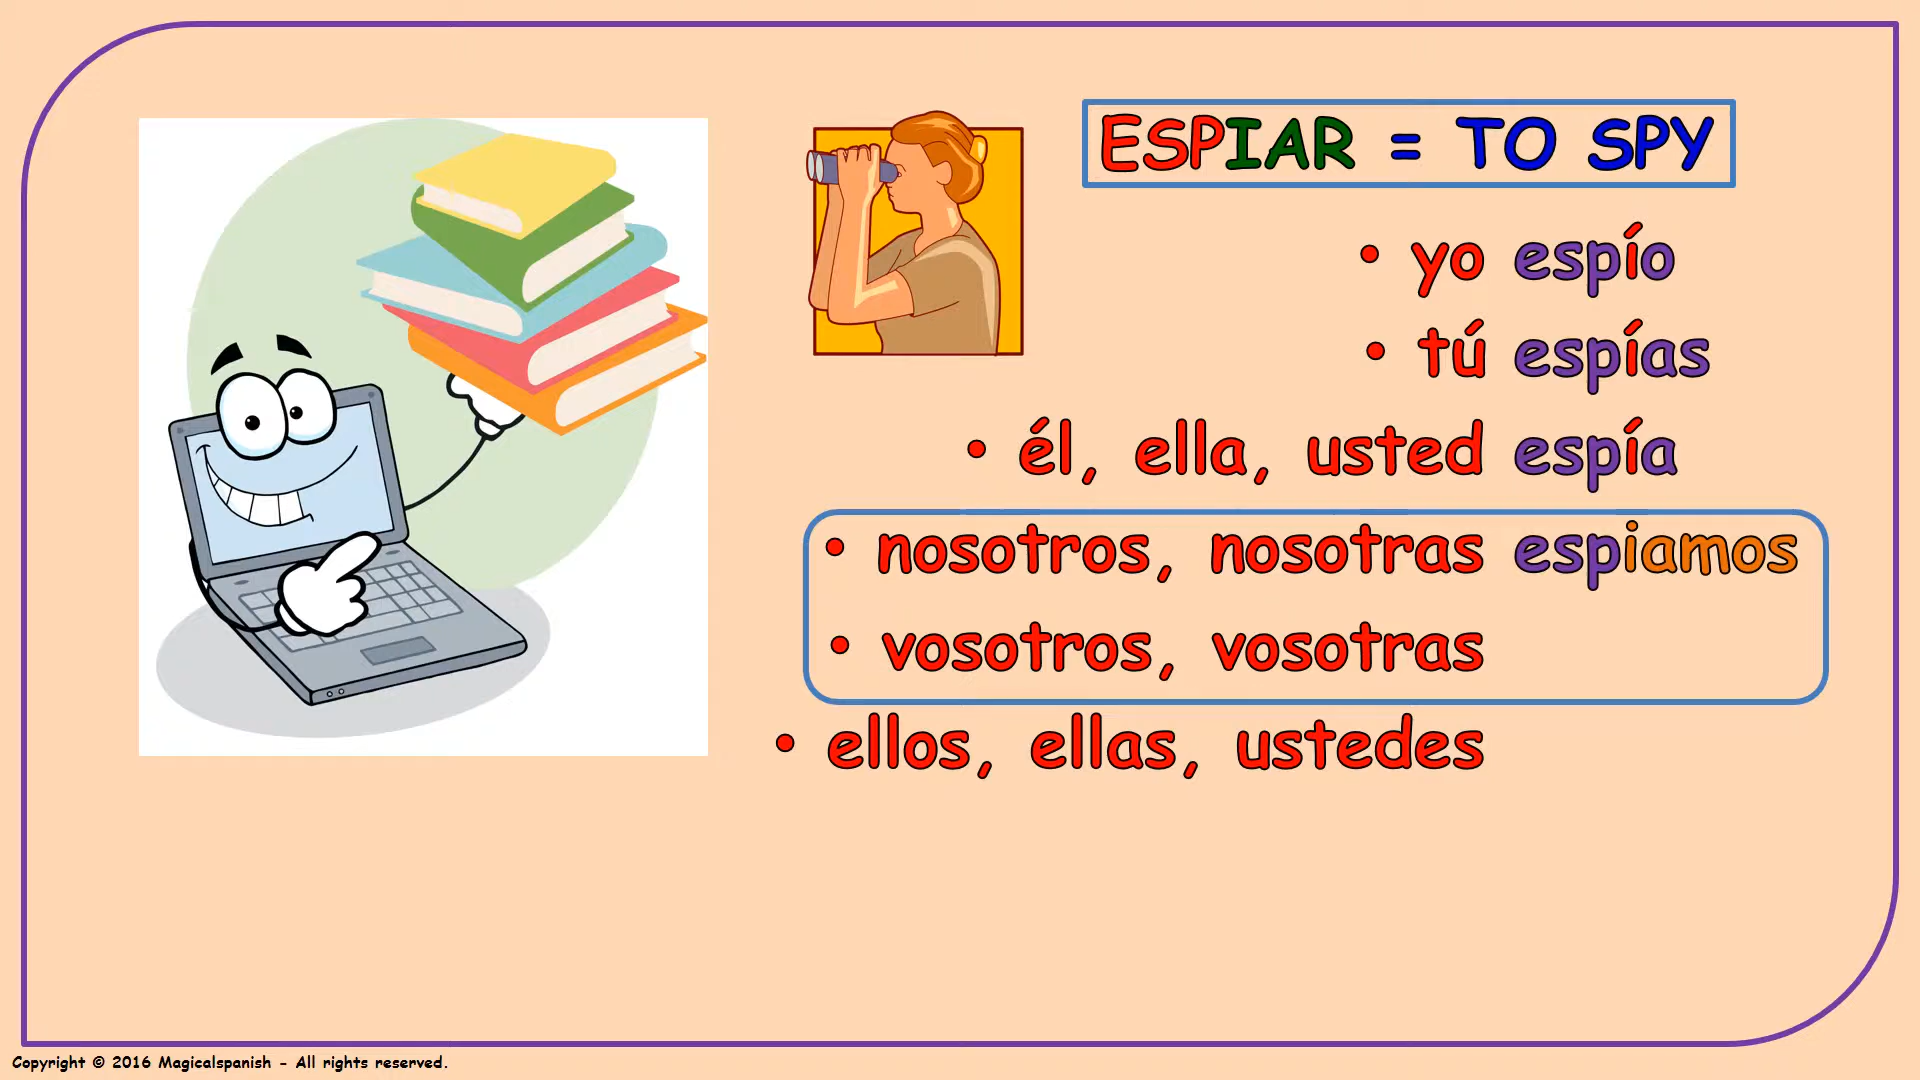 ESPIAR = TO SPY
• yo espío
• tú espías
• él, ella, usted espía
• nosotros, nosotras espiamos
• vosotros, vosotras
• ellos, ellas, ustedes
Copyright © 2016 Magicalspanish - All rights reserved.